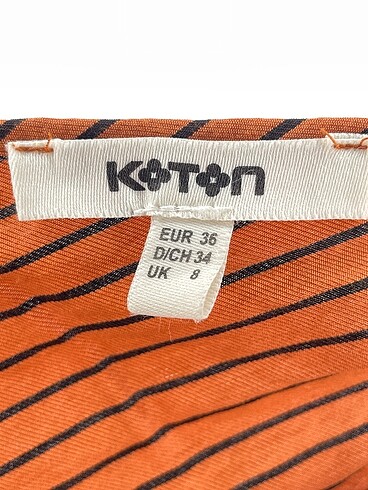 KOTON
EUR 36
D/CH 34
UK 8